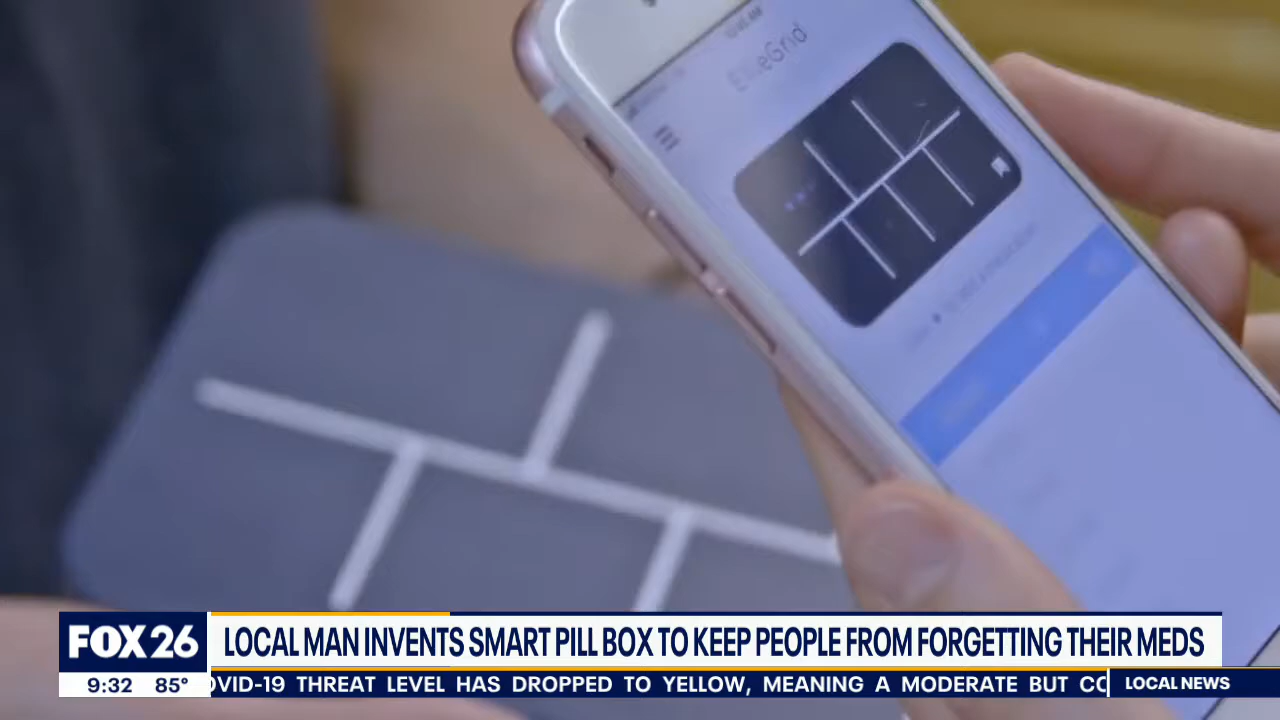 FOX 26
LOCAL MAN INVENTS SMART PILL BOX TO KEEP PEOPLE FROM FORGETTING THEIR MEDS
9:32 85°
OVID-19 THREAT LEVEL HAS DROPPED TO YELLOW, MEANING A MODERATE BUT CO
LOCAL NEWS